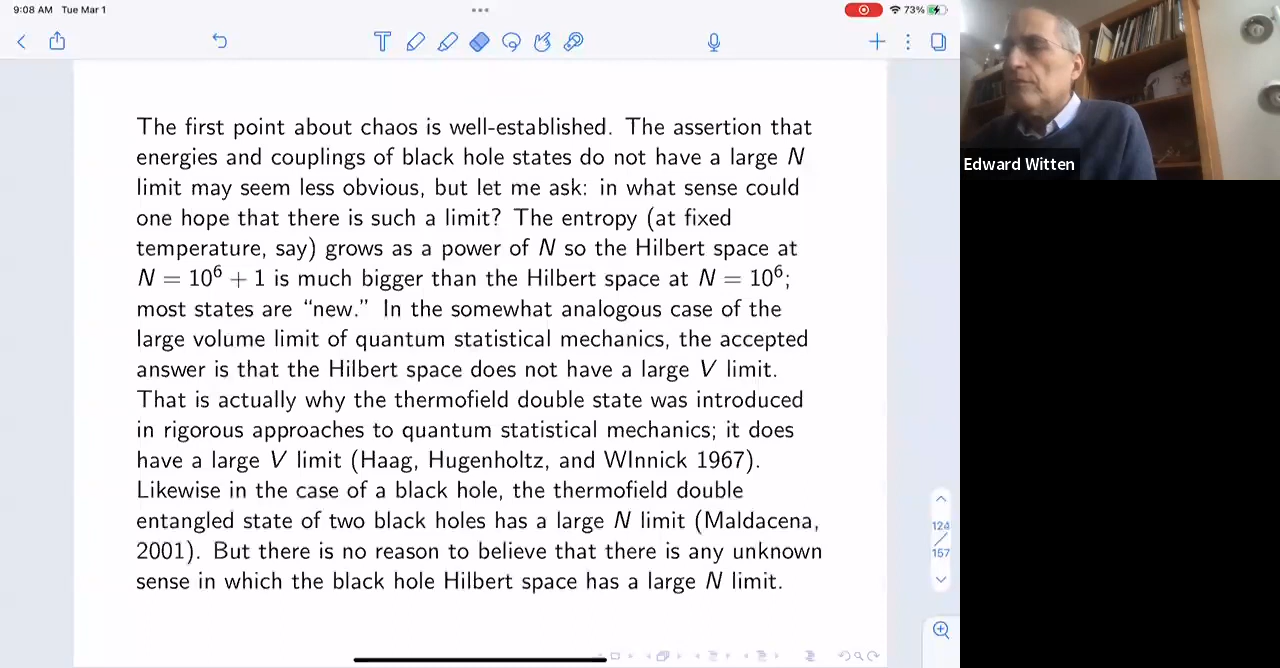 9:08 AM Tue Mar 1
73%
T
The first point about chaos is well-established. The assertion that
energies and couplings of black hole states do not have a large N
limit may seem less obvious, but let me ask: in what sense could
one hope that there is such a limit? The entropy (at fixed
temperature, say) grows as a power of N so the Hilbert space at
N = 10⁶ + 1 is much bigger than the Hilbert space at N = 10⁶;
most states are “new.” In the somewhat analogous case of the
large volume limit of quantum statistical mechanics, the accepted
answer is that the Hilbert space does not have a large V limit.
That is actually why the thermofield double state was introduced
in rigorous approaches to quantum statistical mechanics; it does
have a large V limit (Haag, Hugenholtz, and WInnick 1967).
Likewise in the case of a black hole, the thermofield double
entangled state of two black holes has a large N limit (Maldacena,
2001). But there is no reason to believe that there is any unknown
sense in which the black hole Hilbert space has a large N limit.
124
/
157
Edward Witten